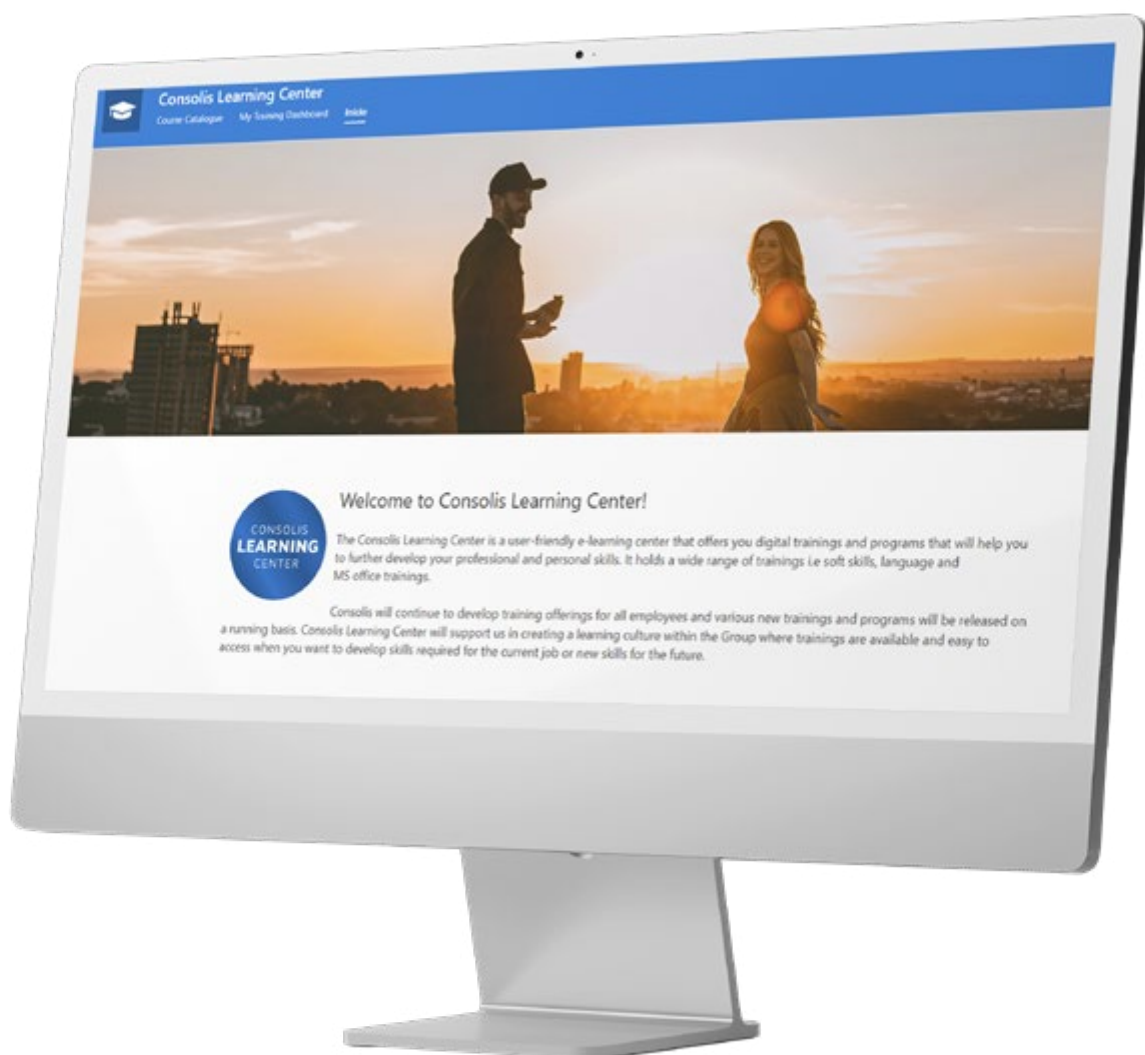 Consolis Learning Center
Course Catalogue My Training Dashboard Inicio
Welcome to Consolis Learning Center!
CONSOLIS
LEARNING
CENTER
The Consolis Learning Center is a user-friendly e-learning center that offers you digital trainings and programs that will help you
to further develop your professional and personal skills. It holds a wide range of trainings i.e soft skills, language and
MS office trainings.
Consolis will continue to develop training offerings for all employees and various new trainings and programs will be released on
a running basis. Consolis Learning Center will support us in creating a learning culture within the Group where trainings are available and easy to
access when you want to develop skills required for the current job or new skills for the future.